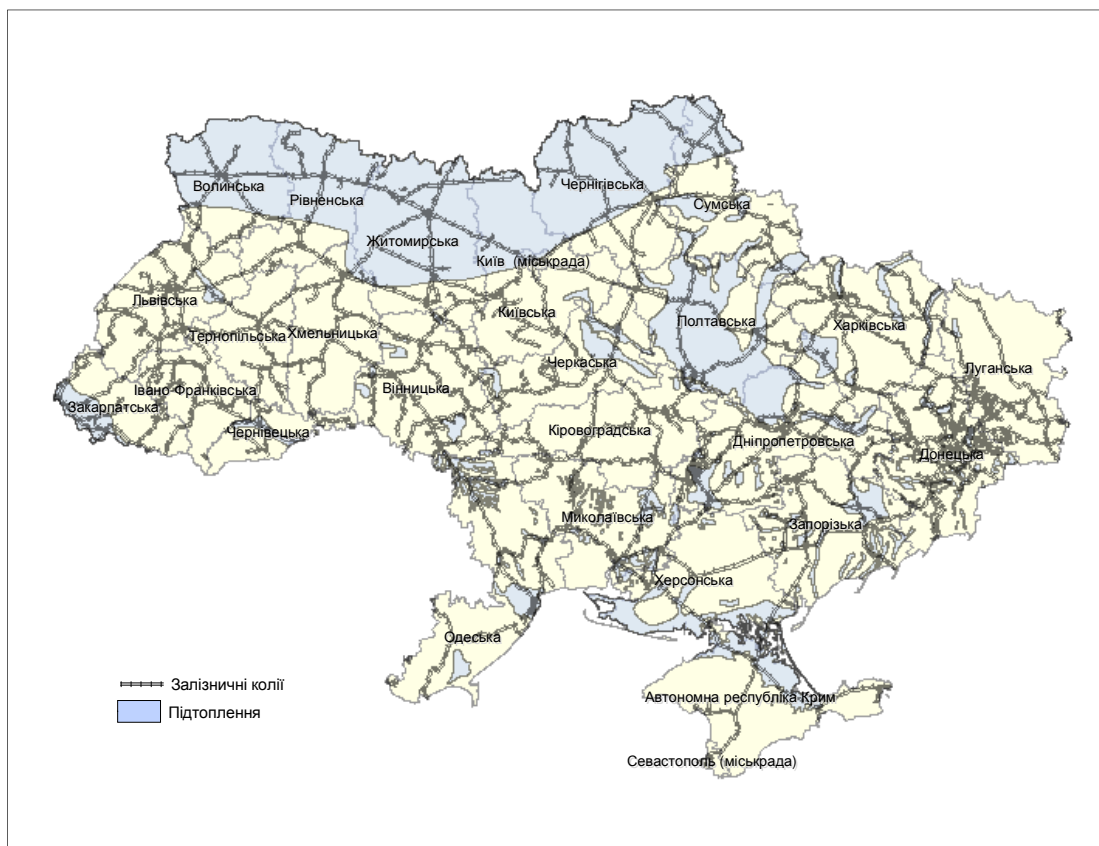 Волинська
Рівненська
Чернігівська
Сумська
Житомирська
Київ (міськрада)
Львівська
Тернопільська
Хмельницька
Київська
Полтавська
Харківська
Черкаська
Луганська
Івано-Франківська
Вінницька
Закарпатська
Чернівецька
Кіровоградська
Дніпропетровська
Донецька
Миколаївська
Запорізька
Херсонська
Одеська
Автономна республіка Крим
Севастополь (міськрада)
Залізничні колії
Підтоплення